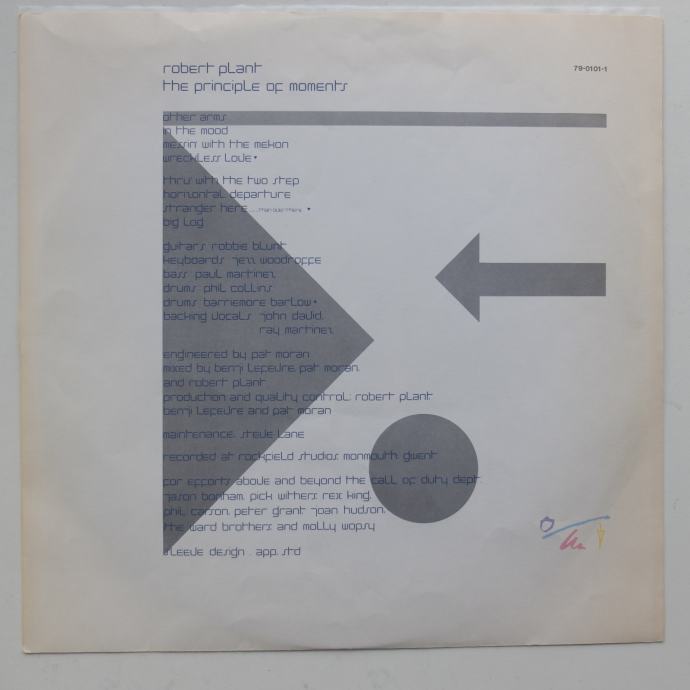 robert plant
79-0101-1
the principle of moments
other arms
in the mood
messin' with the mekon
wreckless love •
thru' with the two step
horizontal departure
stranger here ... than over there •
big log
guitars robbie blunt
keyboards jezz woodroffe
bass paul martinez
drums phil collins
drums barriemore barlow •
backing vocals john david,
ray martinez
engineered by pat moran
mixed by benji lefevre, pat moran,
and robert plant
production and quality control: robert plant
benji lefevre and pat moran
maintenance: steve lane
recorded at rockfield studios, monmouth, gwent
for efforts above and beyond the call of duty dept.
jason bonham, pick withers, rex king,
phil carson, peter grant, joan hudson,
the ward brothers and molly wopsy
sleeve design . app. std